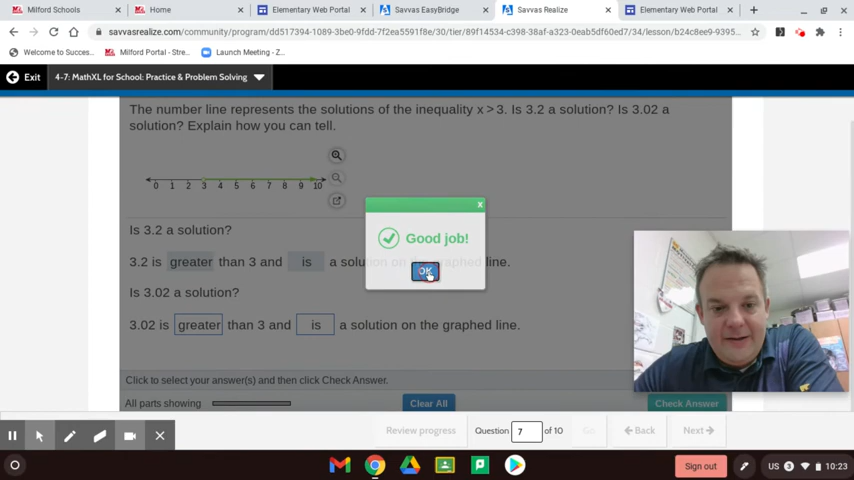 Milford Schools
Home
Elementary Web Portal
Savvas EasyBridge
Savvas Realize
Elementary Web Portal
savvasrealize.com/community/program/dd517394-1089-3be0-9fdd-7f2ea5591f8e/30/tier/89f14534-c398-38af-a323-0eab5df60ed7/34/lesson/b24c8ee9-9395...
Welcome to Succes...
Milford Portal - Stre...
Launch Meeting - Z...
Exit
4-7: MathXL for School: Practice & Problem Solving
The number line represents the solutions of the inequality x > 3. Is 3.2 a solution? Is 3.02 a
solution? Explain how you can tell.
0 1 2 3 4 5 6 7 8 9 10
Is 3.2 a solution?
x
Good job!
3.2 is greater than 3 and is a solution on the graphed line.
OK
Is 3.02 a solution?
3.02 is greater than 3 and is a solution on the graphed line.
Click to select your answer(s) and then click Check Answer.
All parts showing
Clear All
Check Answer
Review progress
Question 7 of 10
Go
Back
Next
Sign out
US 3 10:23